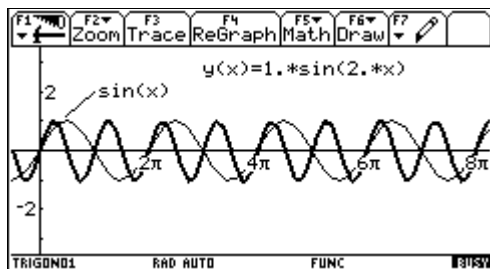 F1 F2 Zoom F3 Trace F4 ReGraph F5 Math F6 Draw F7
y(x)=1.*sin(2.*x)
2 sin(x)
2π 4π 6π 8π
-2
TRIGONO1 RAD AUTO FUNC BUSY